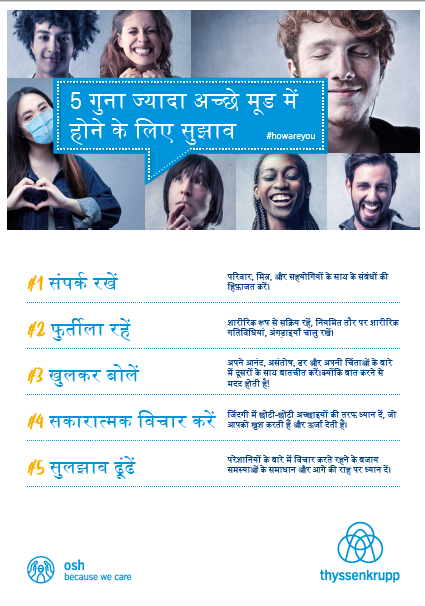 5 गुना ज्यादा अच्छे मूड में
होने के लिए सुझाव
#howareyou
#1 संपर्क रखें
परिवार, मित्र, और सहयोगियों के साथ के संबंधों की
हिफ़ाजत करें।
#2 फुर्तीला रहें
शारीरिक रूप से सक्रिय रहें, नियमित तौर पर शारीरिक
गतिविधियां, अंगड़ाइयाँ चालू रखें।
#3 खुलकर बोलें
अपने आनंद, असंतोष, डर और अपनी चिंताओं के बारे
में दूसरों के साथ बातचीत करें।क्योंकि बात करने से
मदद होती है!
#4 सकारात्मक विचार करें
जिंदगी में छोटी-छोटी अच्छाइयों की तरफ ध्यान दें, जो
आपको खुश करती हैं और ऊर्जा देती है।
#5 सुलझाव ढूंढें
परेशानियों के बारे में विचार करते रहने के बजाय
समस्याओं के समाधान और आगे की राह पर ध्यान दें।
osh
because we care
thyssenkrupp